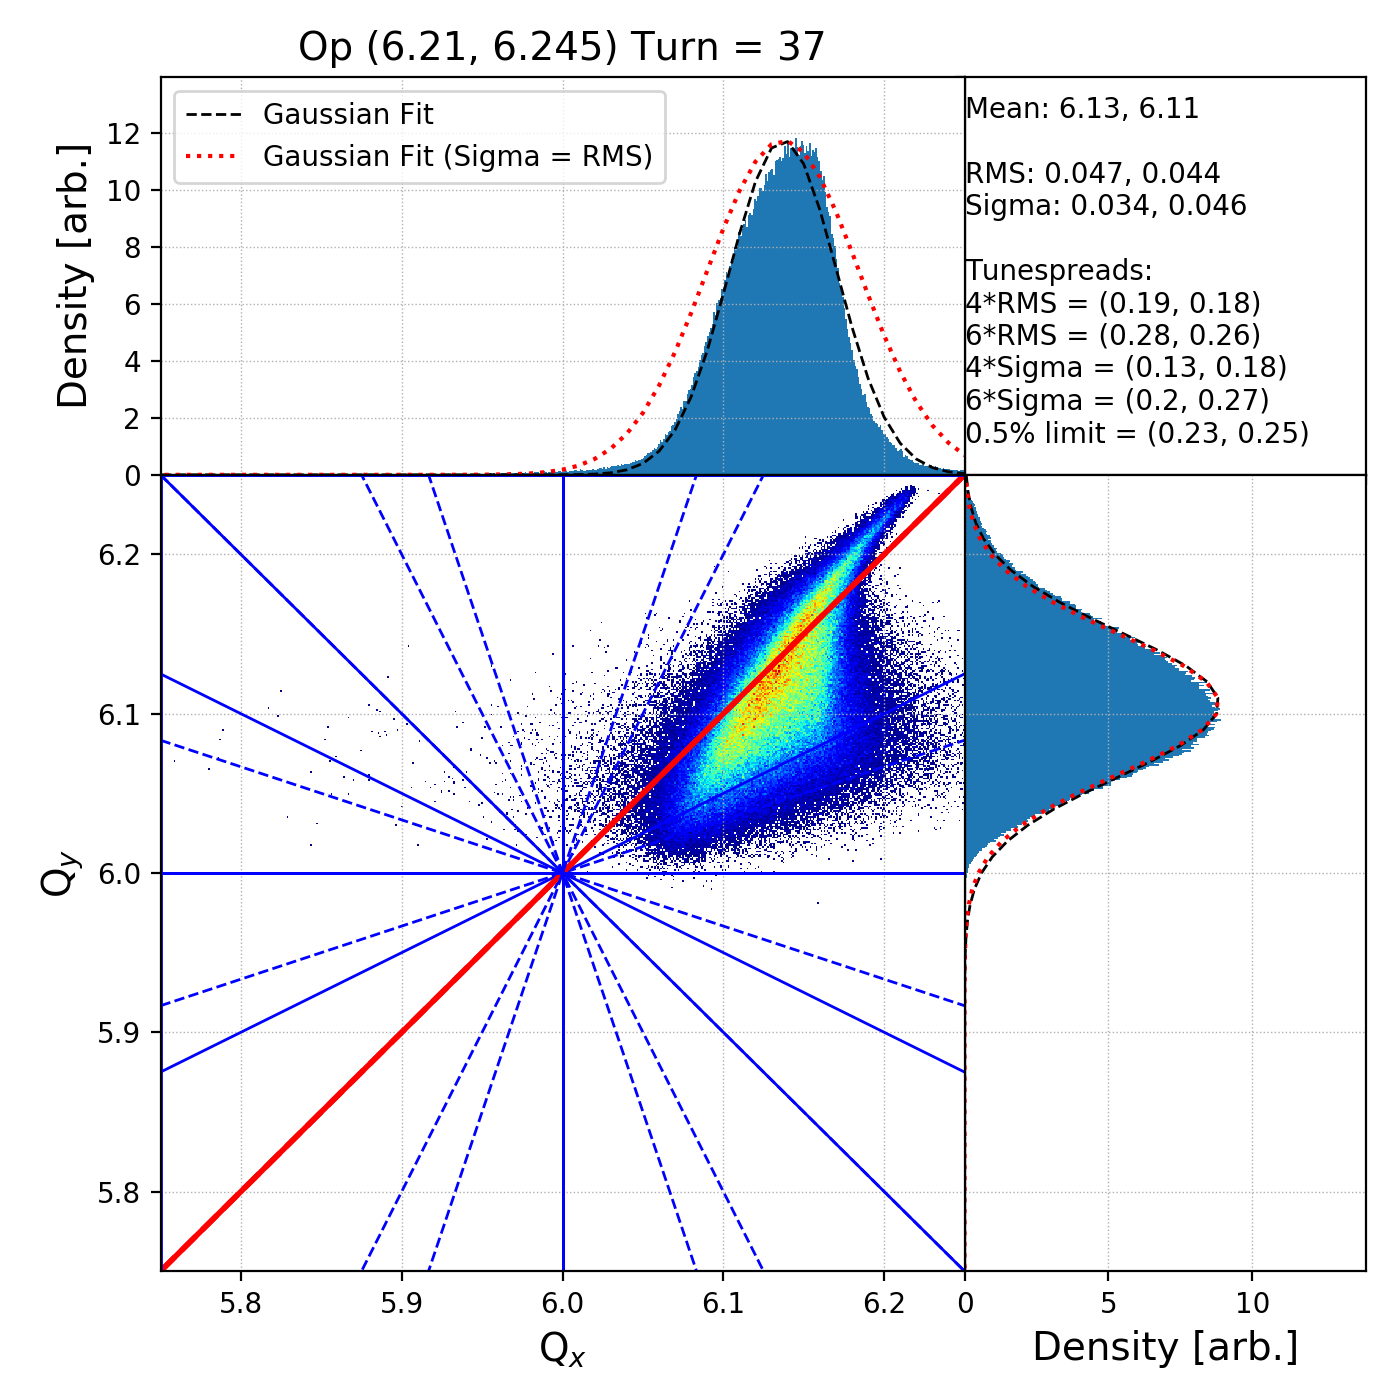 Op (6.21, 6.245) Turn = 37
Gaussian Fit
Gaussian Fit (Sigma = RMS)
Density [arb.]
12
10
8
6
4
2
0
Mean: 6.13, 6.11
RMS: 0.047, 0.044
Sigma: 0.034, 0.046
Tunespreads:
4*RMS = (0.19, 0.18)
6*RMS = (0.28, 0.26)
4*Sigma = (0.13, 0.18)
6*Sigma = (0.2, 0.27)
0.5% limit = (0.23, 0.25)
Qy
6.2
6.1
6.0
5.9
5.8
5.8 5.9 6.0 6.1 6.2
Qx
0 5 10
Density [arb.]